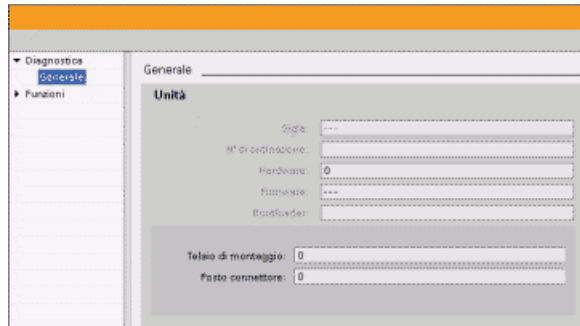 Diagnostica
Generale
Funzioni
Generale
Unità
Sigla: ---
N° di ordinazione:
Hardware: 0
Firmware: ---
Bootloader:
Telaio di montaggio: 0
Posto connettore: 0